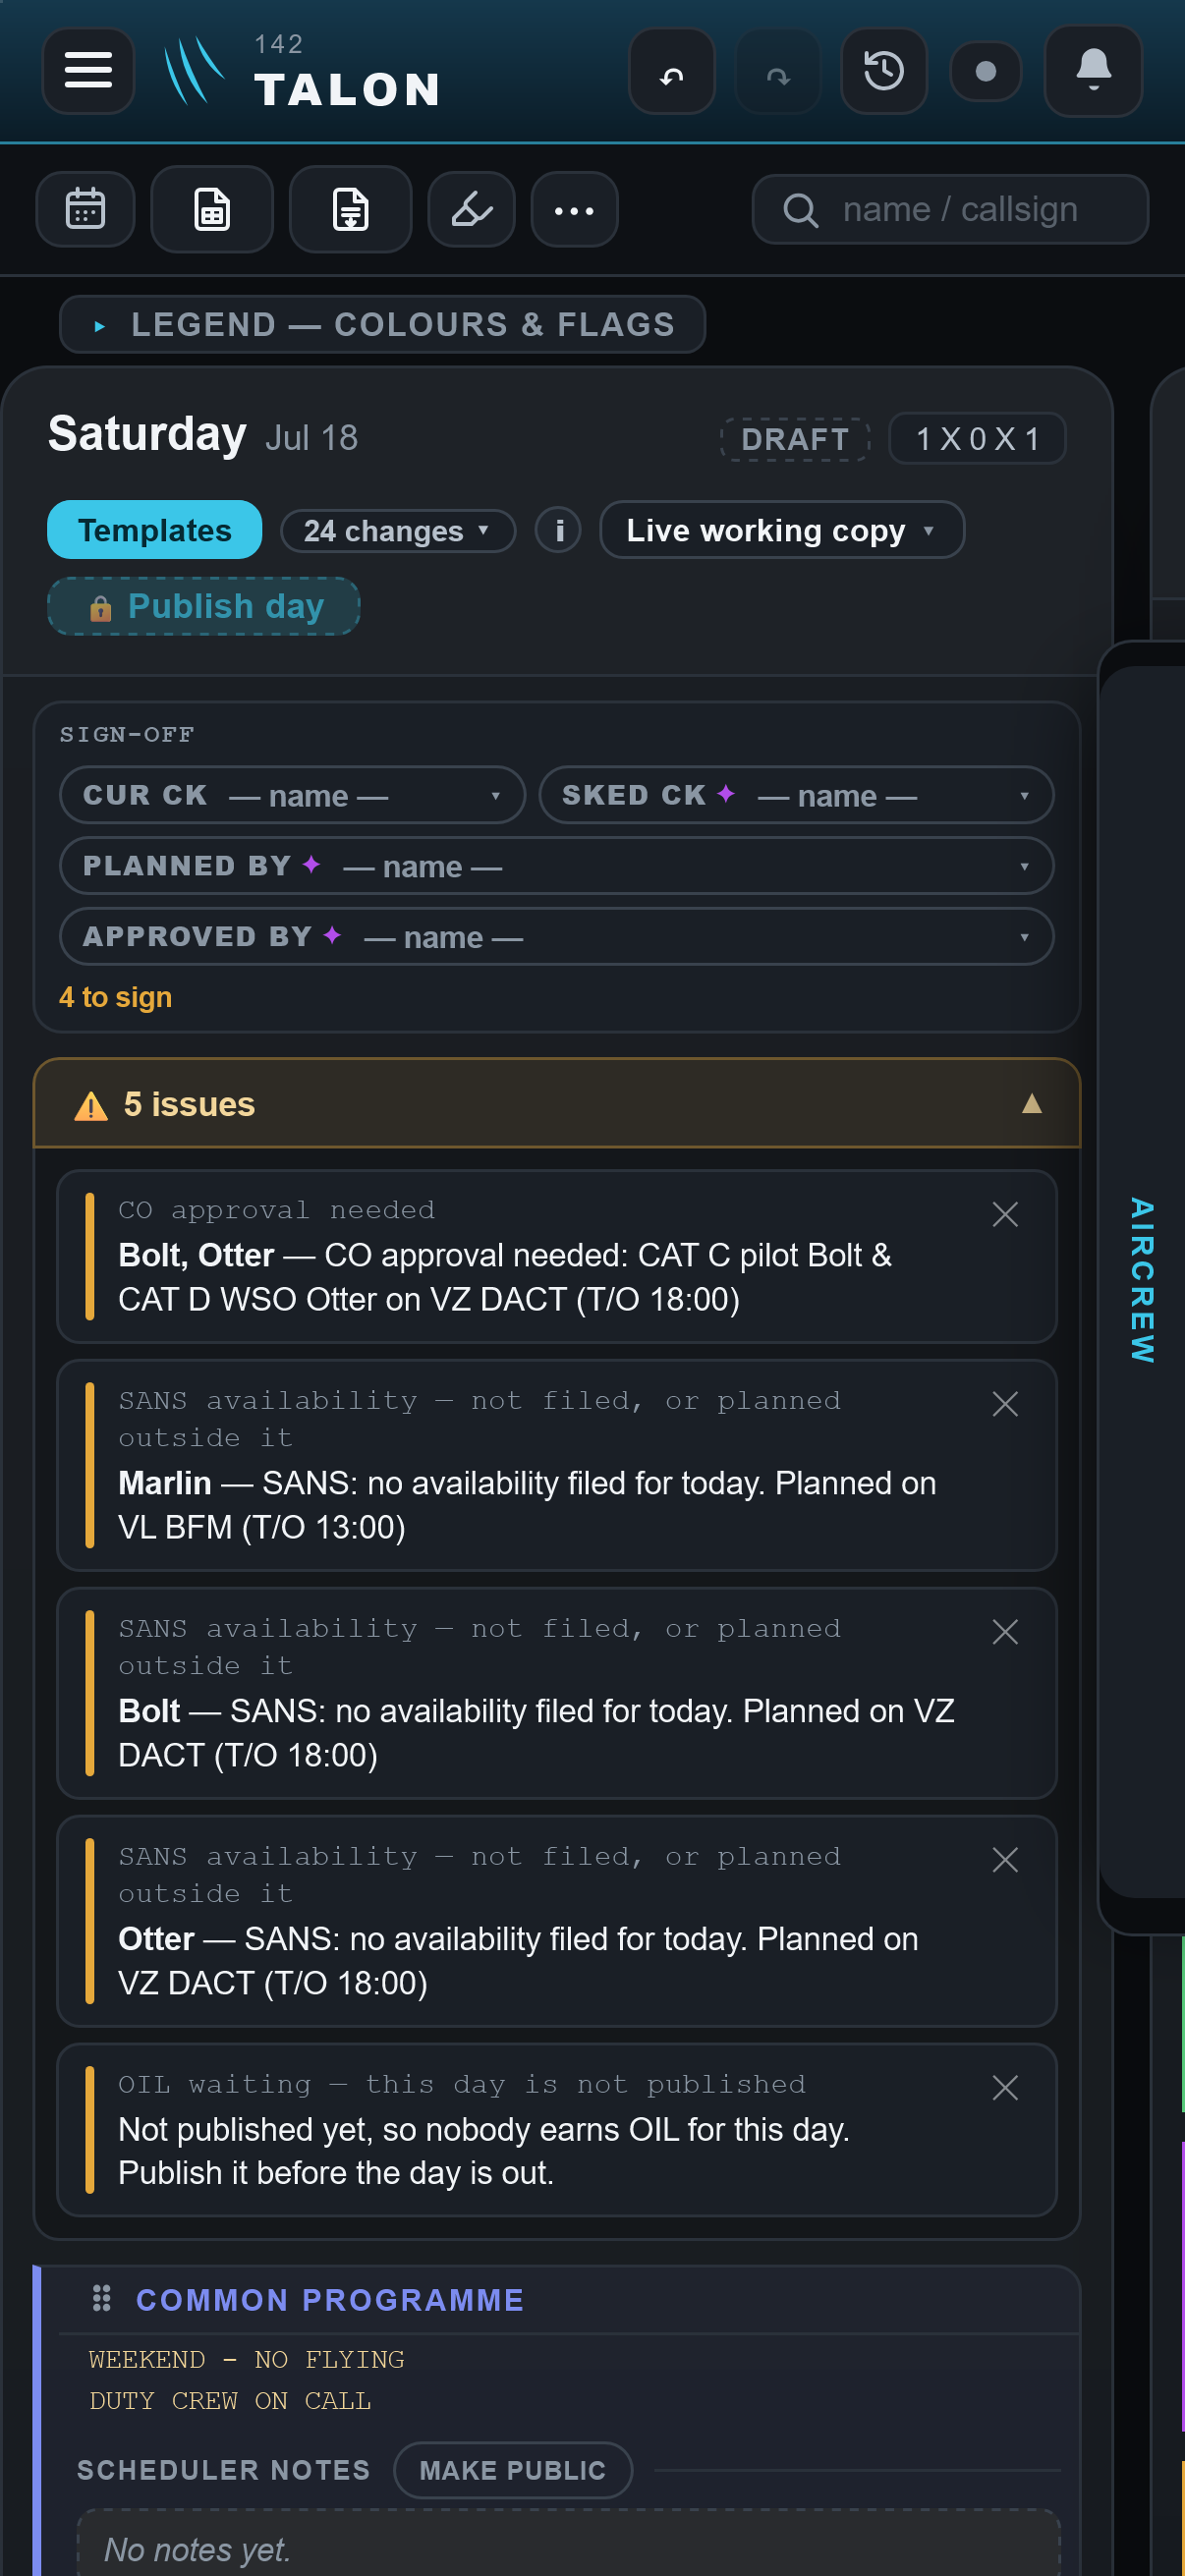 142
TALON
name / callsign
LEGEND — COLOURS & FLAGS
Saturday Jul 18
DRAFT
1 X 0 X 1
Templates
24 changes
i
Live working copy
Publish day
SIGN-OFF
CUR CK — name —
SKED CK — name —
PLANNED BY — name —
APPROVED BY — name —
4 to sign
5 issues
CO approval needed
Bolt, Otter — CO approval needed: CAT C pilot Bolt &
CAT D WSO Otter on VZ DACT (T/O 18:00)
SANS availability — not filed, or planned
outside it
Marlin — SANS: no availability filed for today. Planned on
VL BFM (T/O 13:00)
SANS availability — not filed, or planned
outside it
Bolt — SANS: no availability filed for today. Planned on VZ
DACT (T/O 18:00)
SANS availability — not filed, or planned
outside it
Otter — SANS: no availability filed for today. Planned on
VZ DACT (T/O 18:00)
OIL waiting — this day is not published
Not published yet, so nobody earns OIL for this day.
Publish it before the day is out.
AIRCREW
COMMON PROGRAMME
WEEKEND - NO FLYING
DUTY CREW ON CALL
SCHEDULER NOTES
MAKE PUBLIC
No notes yet.